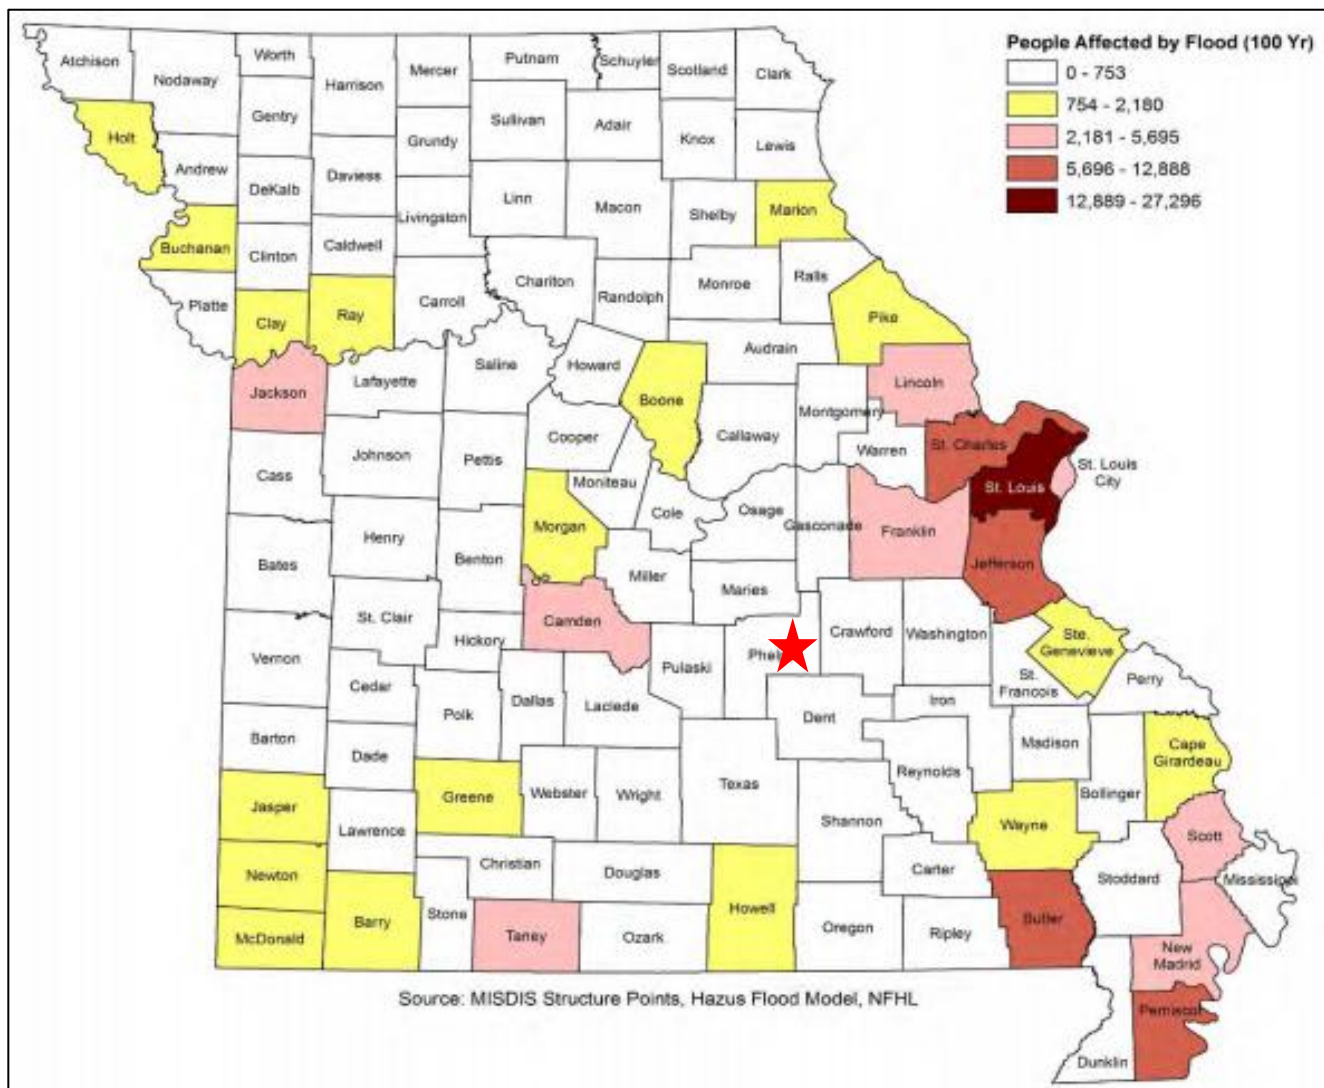 People Affected by Flood (100 Yr)
0 - 753
754 - 2,180
2,181 - 5,695
5,696 - 12,888
12,889 - 27,296
Atchison
Nodaway
Worth
Harrison
Mercer
Putnam
Schuyler
Scotland
Clark
Holt
Gentry
Sullivan
Adair
Knox
Lewis
Grundy
Andrew
DeKalb
Daviess
Livingston
Linn
Macon
Shelby
Marion
Buchanan
Clinton
Caldwell
Platte
Clay
Ray
Carroll
Chariton
Randolph
Monroe
Ralls
Pike
Audrain
Jackson
Lafayette
Saline
Howard
Boone
Lincoln
Montgomery
Callaway
Cooper
Warren
St. Charles
Cass
Johnson
Pettis
Moniteau
St. Louis
St. Louis
City
Cole
Osage
Gasconade
Franklin
Morgan
Henry
Bates
Benton
Miller
Maries
Jefferson
St. Clair
Camden
Hickory
Vernon
Pulaski
Crawford
Washington
Ste.
Genevieve
St.
Francois
Perry
Cedar
Polk
Dallas
Laclede
Dent
Iron
Barton
Dade
Madison
Cape
Girardeau
Reynolds
Texas
Bollinger
Jasper
Greene
Webster
Wright
Lawrence
Shannon
Wayne
Scott
Christian
Douglas
Carter
Stoddard
Mississippi
Newton
Barry
Stone
Howell
Butler
McDonald
Taney
Ozark
Oregon
Ripley
New
Madrid
Pemiscot
Dunklin
Source: MISDIS Structure Points, Hazus Flood Model, NFHL